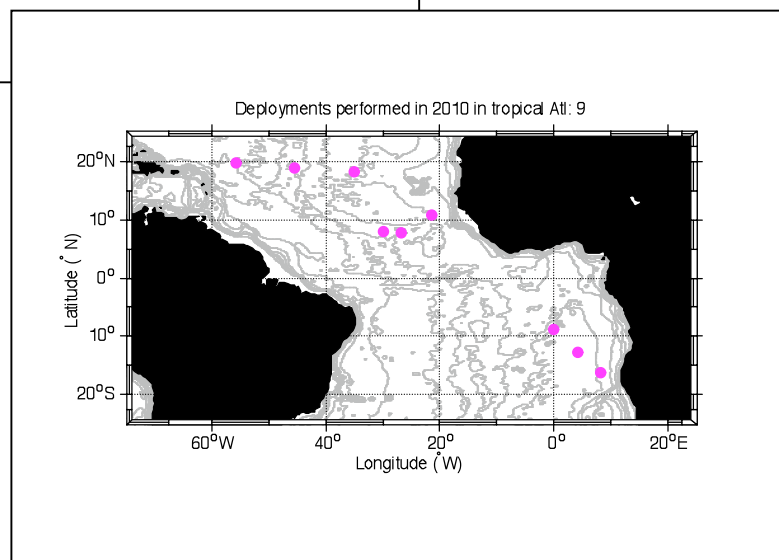 Deployments performed in 2010 in tropical Atl: 9
20°N
10°
0°
10°
20°S
Latitude (° N)
60°W 40° 20° 0° 20°E
Longitude (°W)